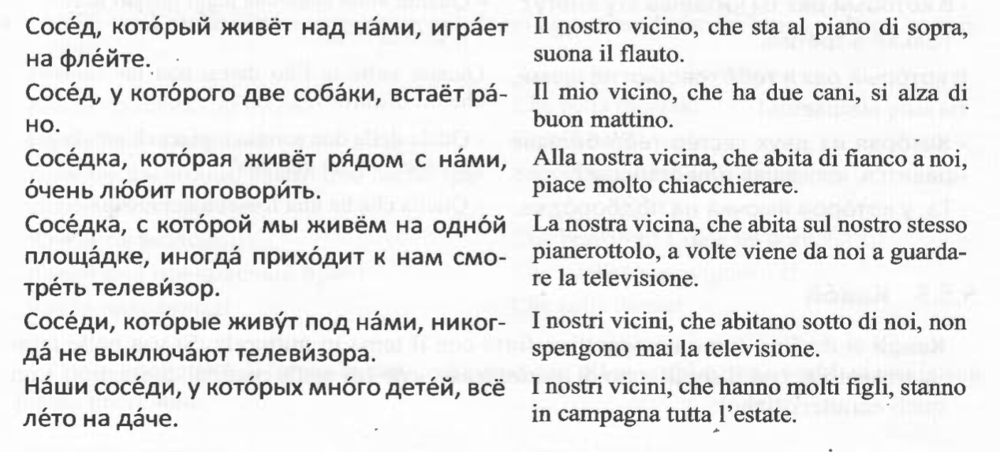 Сосе́д, кото́рый живёт над на́ми, игра́ет
на фле́йте.
Сосе́д, у кото́рого две соба́ки, встаёт ра́-
но.
Сосе́дка, кото́рая живёт ря́дом с на́ми,
о́чень лю́бит поговори́ть.
Сосе́дка, с кото́рой мы живём на одно́й
площа́дке, иногда́ прихо́дит к нам смо-
тре́ть телеви́зор.
Сосе́ди, кото́рые живу́т под на́ми, никог-
да́ не выключа́ют телеви́зора.
На́ши сосе́ди, у кото́рых мно́го дете́й, всё
ле́то на да́че.
Il nostro vicino, che sta al piano di sopra,
suona il flauto.
Il mio vicino, che ha due cani, si alza di
buon mattino.
Alla nostra vicina, che abita di fianco a noi,
piace molto chiacchierare.
La nostra vicina, che abita sul nostro stesso
pianerottolo, a volte viene da noi a guarda-
re la televisione.
I nostri vicini, che abitano sotto di noi, non
spengono mai la televisione.
I nostri vicini, che hanno molti figli, stanno
in campagna tutta l'estate.